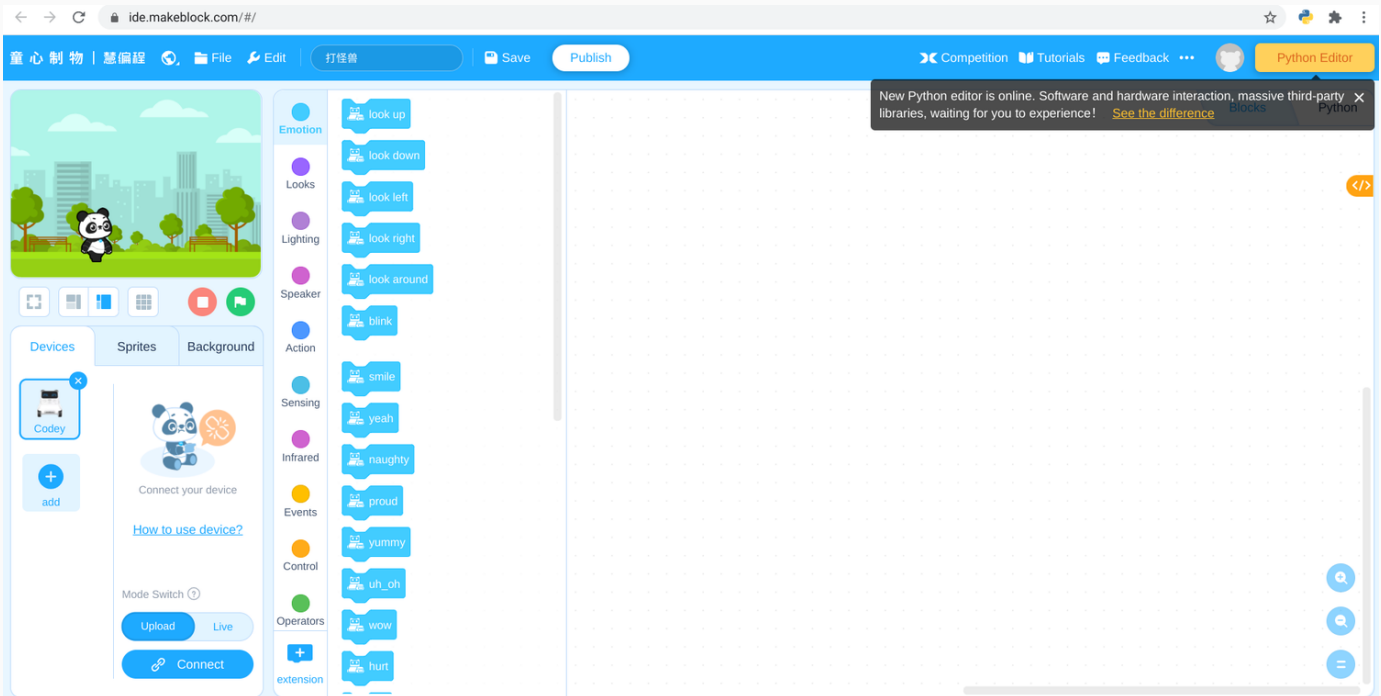 ide.makeblock.com/#/
童心制物 | 慧编程 File Edit 打怪兽 Save Publish Competition Tutorials Feedback ••• Python Editor
New Python editor is online. Software and hardware interaction, massive third-party
libraries, waiting for you to experience! See the difference
Blocks Python
Devices Sprites Background
Codey
add
Connect your device
How to use device?
Mode Switch ?
Upload Live
Connect
Emotion
Looks
Lighting
Speaker
Action
Sensing
Infrared
Events
Control
Operators
extension
look up
look down
look left
look right
look around
blink
smile
yeah
naughty
proud
yummy
uh_oh
wow
hurt